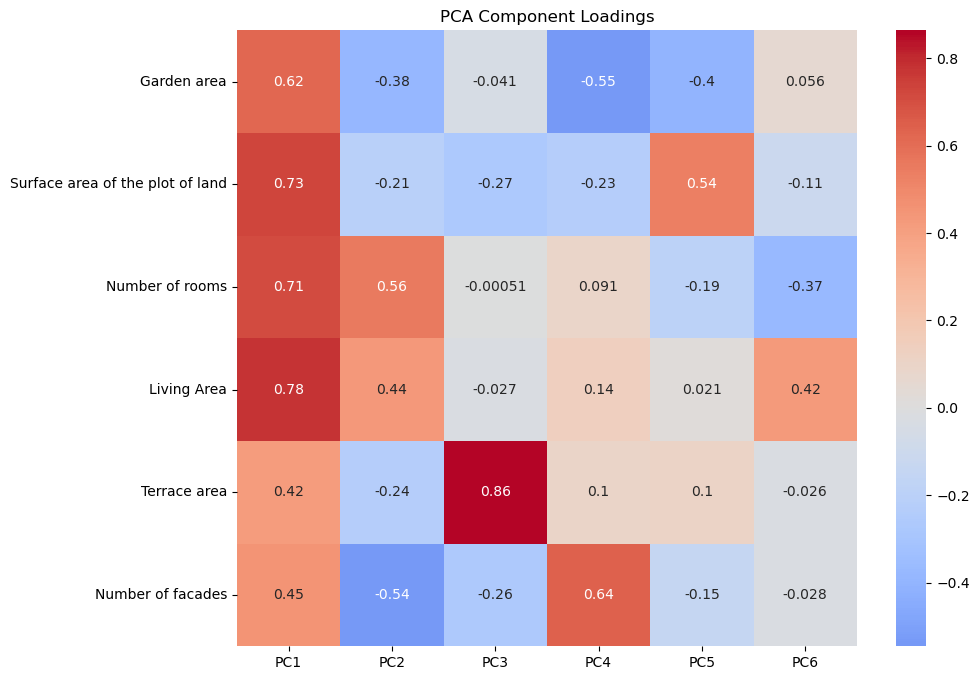 PCA Component Loadings
Garden area 0.62 -0.38 -0.041 -0.55 -0.4 0.056
Surface area of the plot of land 0.73 -0.21 -0.27 -0.23 0.54 -0.11
Number of rooms 0.71 0.56 -0.00051 0.091 -0.19 -0.37
Living Area 0.78 0.44 -0.027 0.14 0.021 0.42
Terrace area 0.42 -0.24 0.86 0.1 0.1 -0.026
Number of facades 0.45 -0.54 -0.26 0.64 -0.15 -0.028
PC1 PC2 PC3 PC4 PC5 PC6
0.8
0.6
0.4
0.2
0.0
−0.2
−0.4